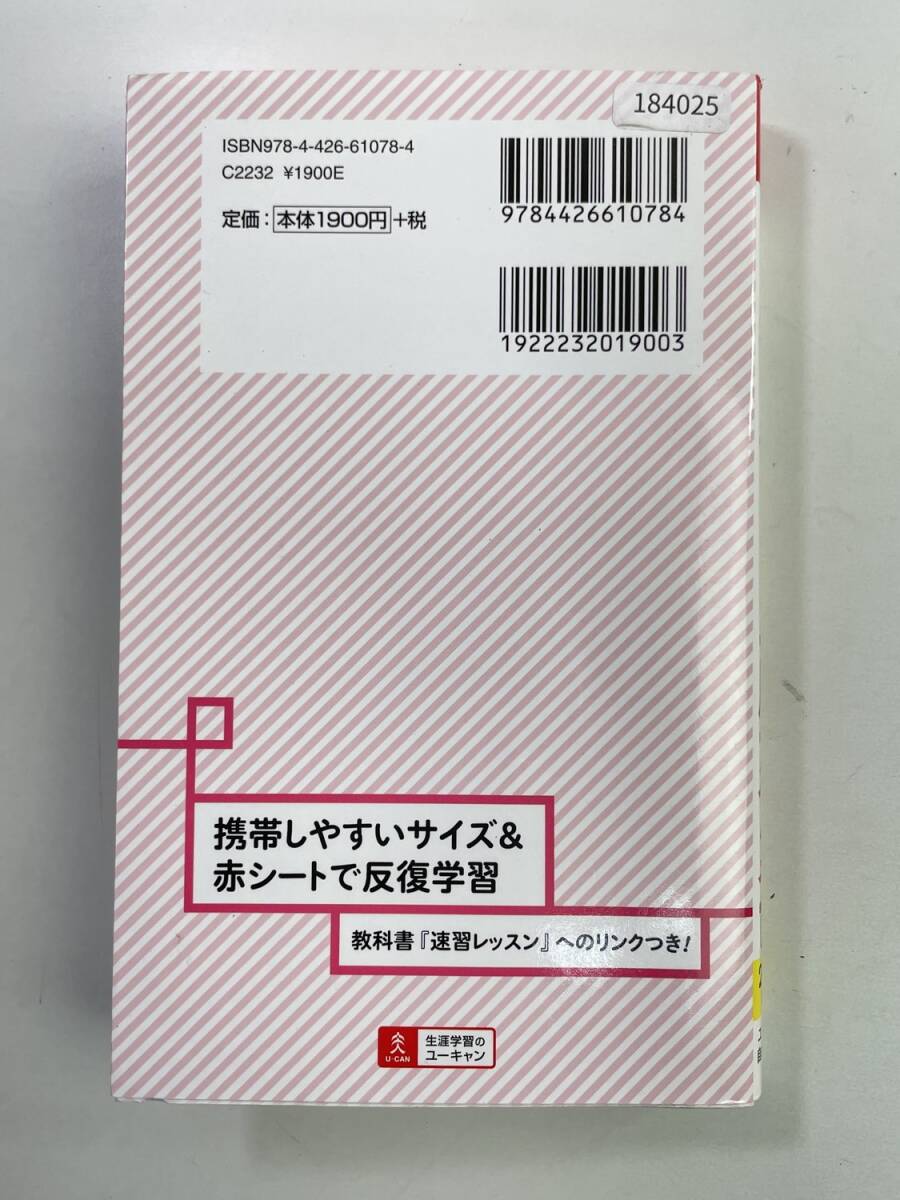 184025
ISBN978-4-426-61078-4
C2232 ¥1900E
定価：本体1900円+税
9784426610784
1922232019003
携帯しやすいサイズ&
赤シートで反復学習
教科書『速習レッスン』へのリンクつき!
U-CAN
生涯学習の
ユーキャン